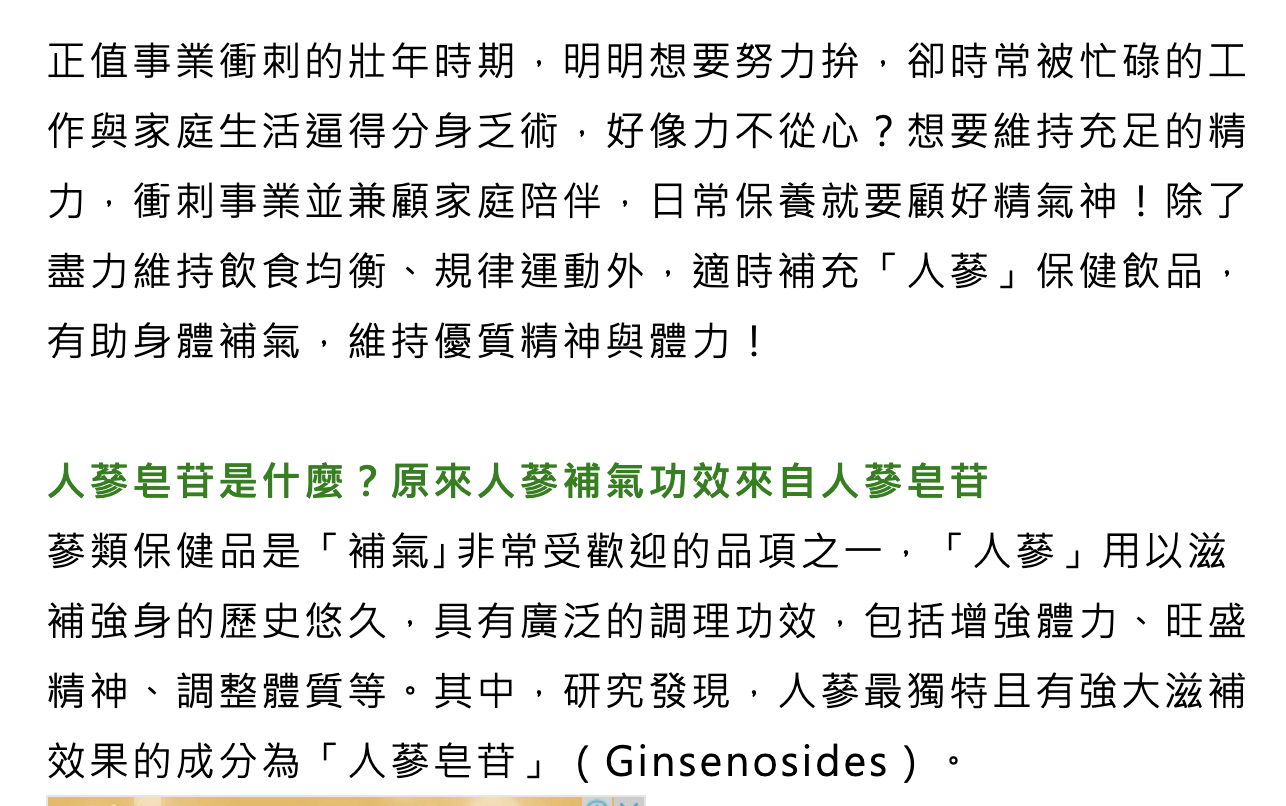 正值事業衝刺的壯年時期，明明想要努力拚，卻時常被忙碌的工
作與家庭生活逼得分身乏術，好像力不從心？想要維持充足的精
力，衝刺事業並兼顧家庭陪伴，日常保養就要顧好精氣神！除了
盡力維持飲食均衡、規律運動外，適時補充「人蔘」保健飲品，
有助身體補氣，維持優質精神與體力！
人蔘皂苷是什麼？原來人蔘補氣功效來自人蔘皂苷
蔘類保健品是「補氣」非常受歡迎的品項之一，「人蔘」用以滋
補強身的歷史悠久，具有廣泛的調理功效，包括增強體力、旺盛
精神、調整體質等。其中，研究發現，人蔘最獨特且有強大滋補
效果的成分為「人蔘皂苷」（Ginsenosides）。